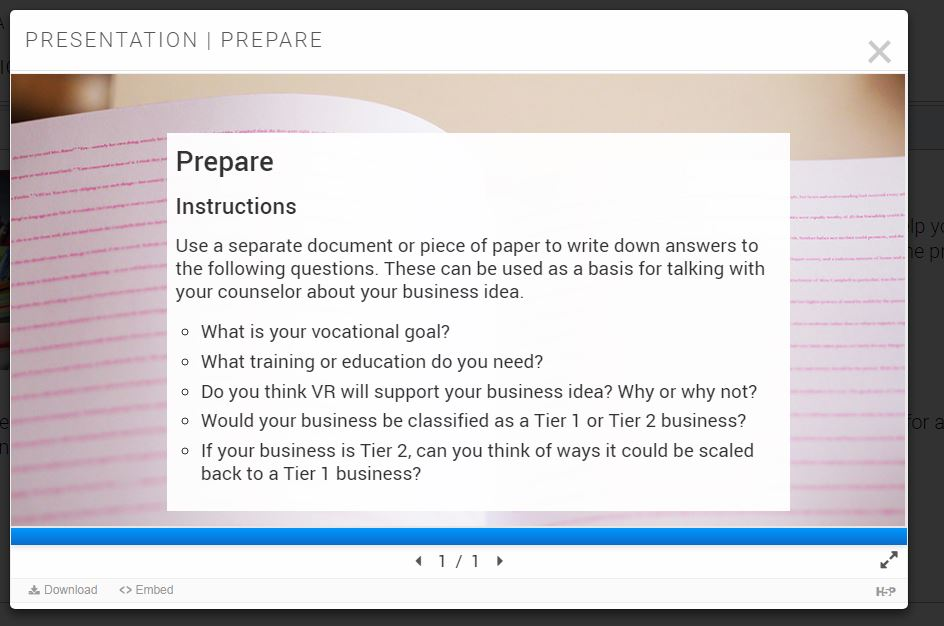 PRESENTATION | PREPARE
Prepare
Instructions
Use a separate document or piece of paper to write down answers to
the following questions. These can be used as a basis for talking with
your counselor about your business idea.
What is your vocational goal?
What training or education do you need?
Do you think VR will support your business idea? Why or why not?
Would your business be classified as a Tier 1 or Tier 2 business?
If your business is Tier 2, can you think of ways it could be scaled
back to a Tier 1 business?
1 / 1
Download <> Embed
H-P